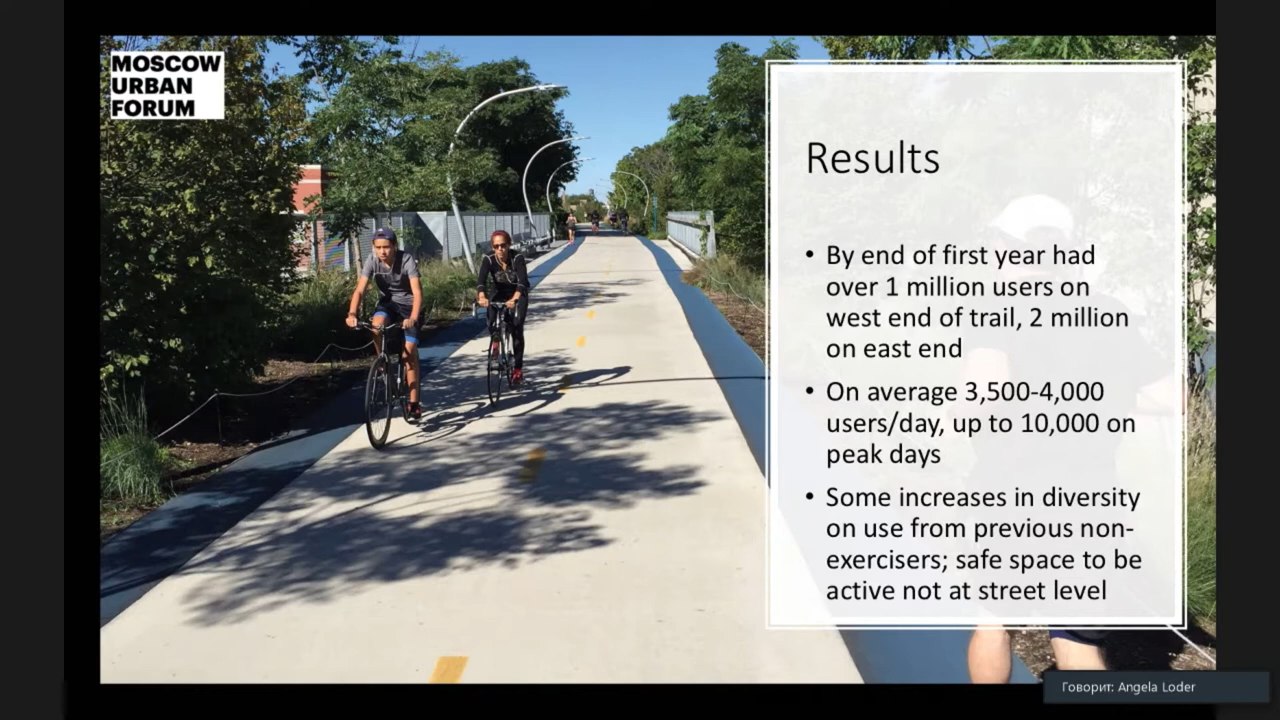 MOSCOW
URBAN
FORUM
Results
• By end of first year had
over 1 million users on
west end of trail, 2 million
on east end
• On average 3,500-4,000
users/day, up to 10,000 on
peak days
• Some increases in diversity
on use from previous non-
exercisers; safe space to be
active not at street level
Говорит: Angela Loder